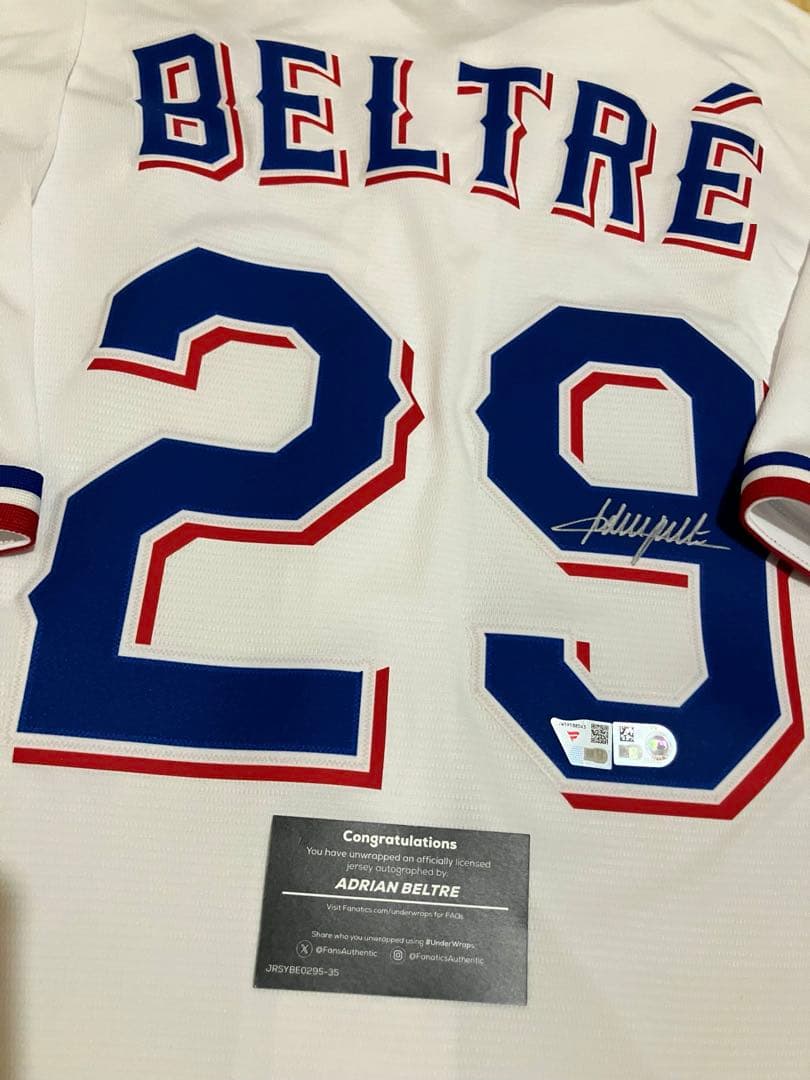 BELTRÉ
29
Congratulations
You have unwrapped an officially licensed
jersey autographed by:
ADRIAN BELTRE
Visit Fanatics.com/underwraps for FAQs
Share who you unwrapped using #UnderWraps
@FansAuthentic @FanaticsAuthentic
JRSYBE0295-35